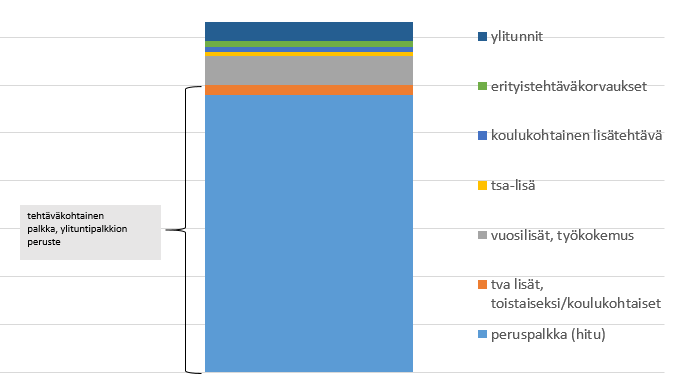 ylitunnit
erityistehtäväkorvaukset
koulukohtainen lisätehtävä
tsa-lisä
vuosilisät, työkokemus
tva lisät,
toistaiseksi/koulukohtaiset
peruspalkka (hitu)
tehtäväkohtainen
palkka, ylituntipalkkion
peruste